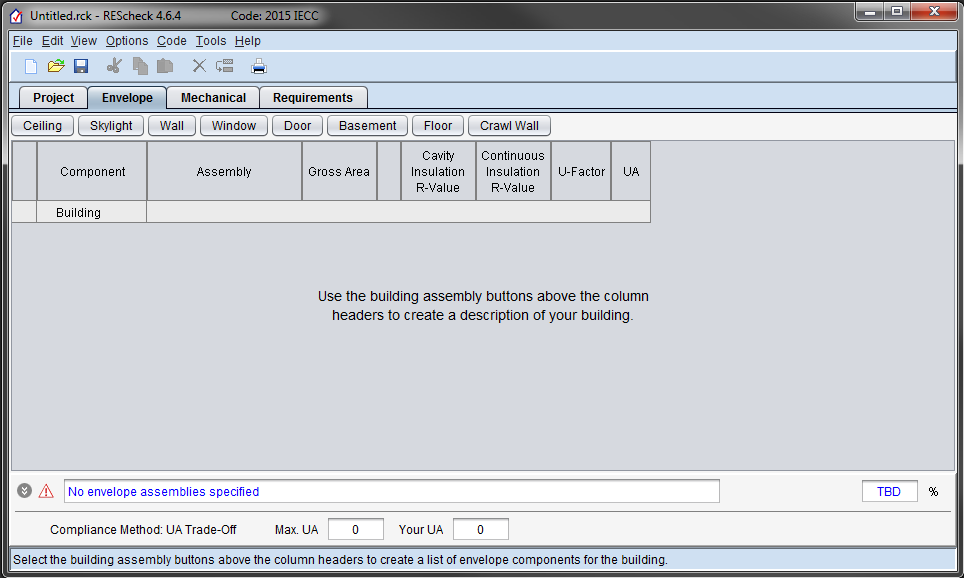 Untitled.rck - REScheck 4.6.4 Code: 2015 IECC
File Edit View Options Code Tools Help
Project Envelope Mechanical Requirements
Ceiling Skylight Wall Window Door Basement Floor Crawl Wall
Component Assembly Gross Area Cavity Insulation R-Value Continuous Insulation R-Value U-Factor UA
Building
Use the building assembly buttons above the column
headers to create a description of your building.
No envelope assemblies specified TBD %
Compliance Method: UA Trade-Off Max. UA 0 Your UA 0
Select the building assembly buttons above the column headers to create a list of envelope components for the building.